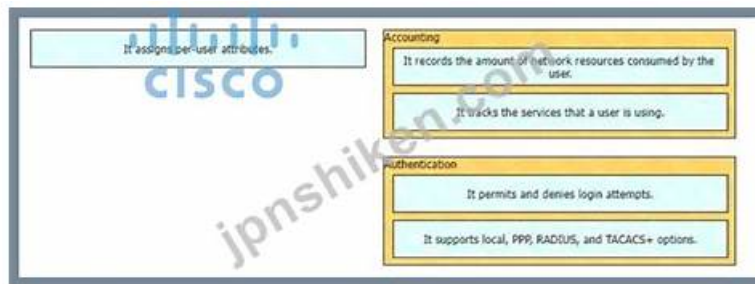 It assigns per-user attributes.
CISCO
Accounting
It records the amount of network resources consumed by the
user.
It tracks the services that a user is using.
Authentication
It permits and denies login attempts.
It supports local, PPP, RADIUS, and TACACS+ options.
jpnshiken.com